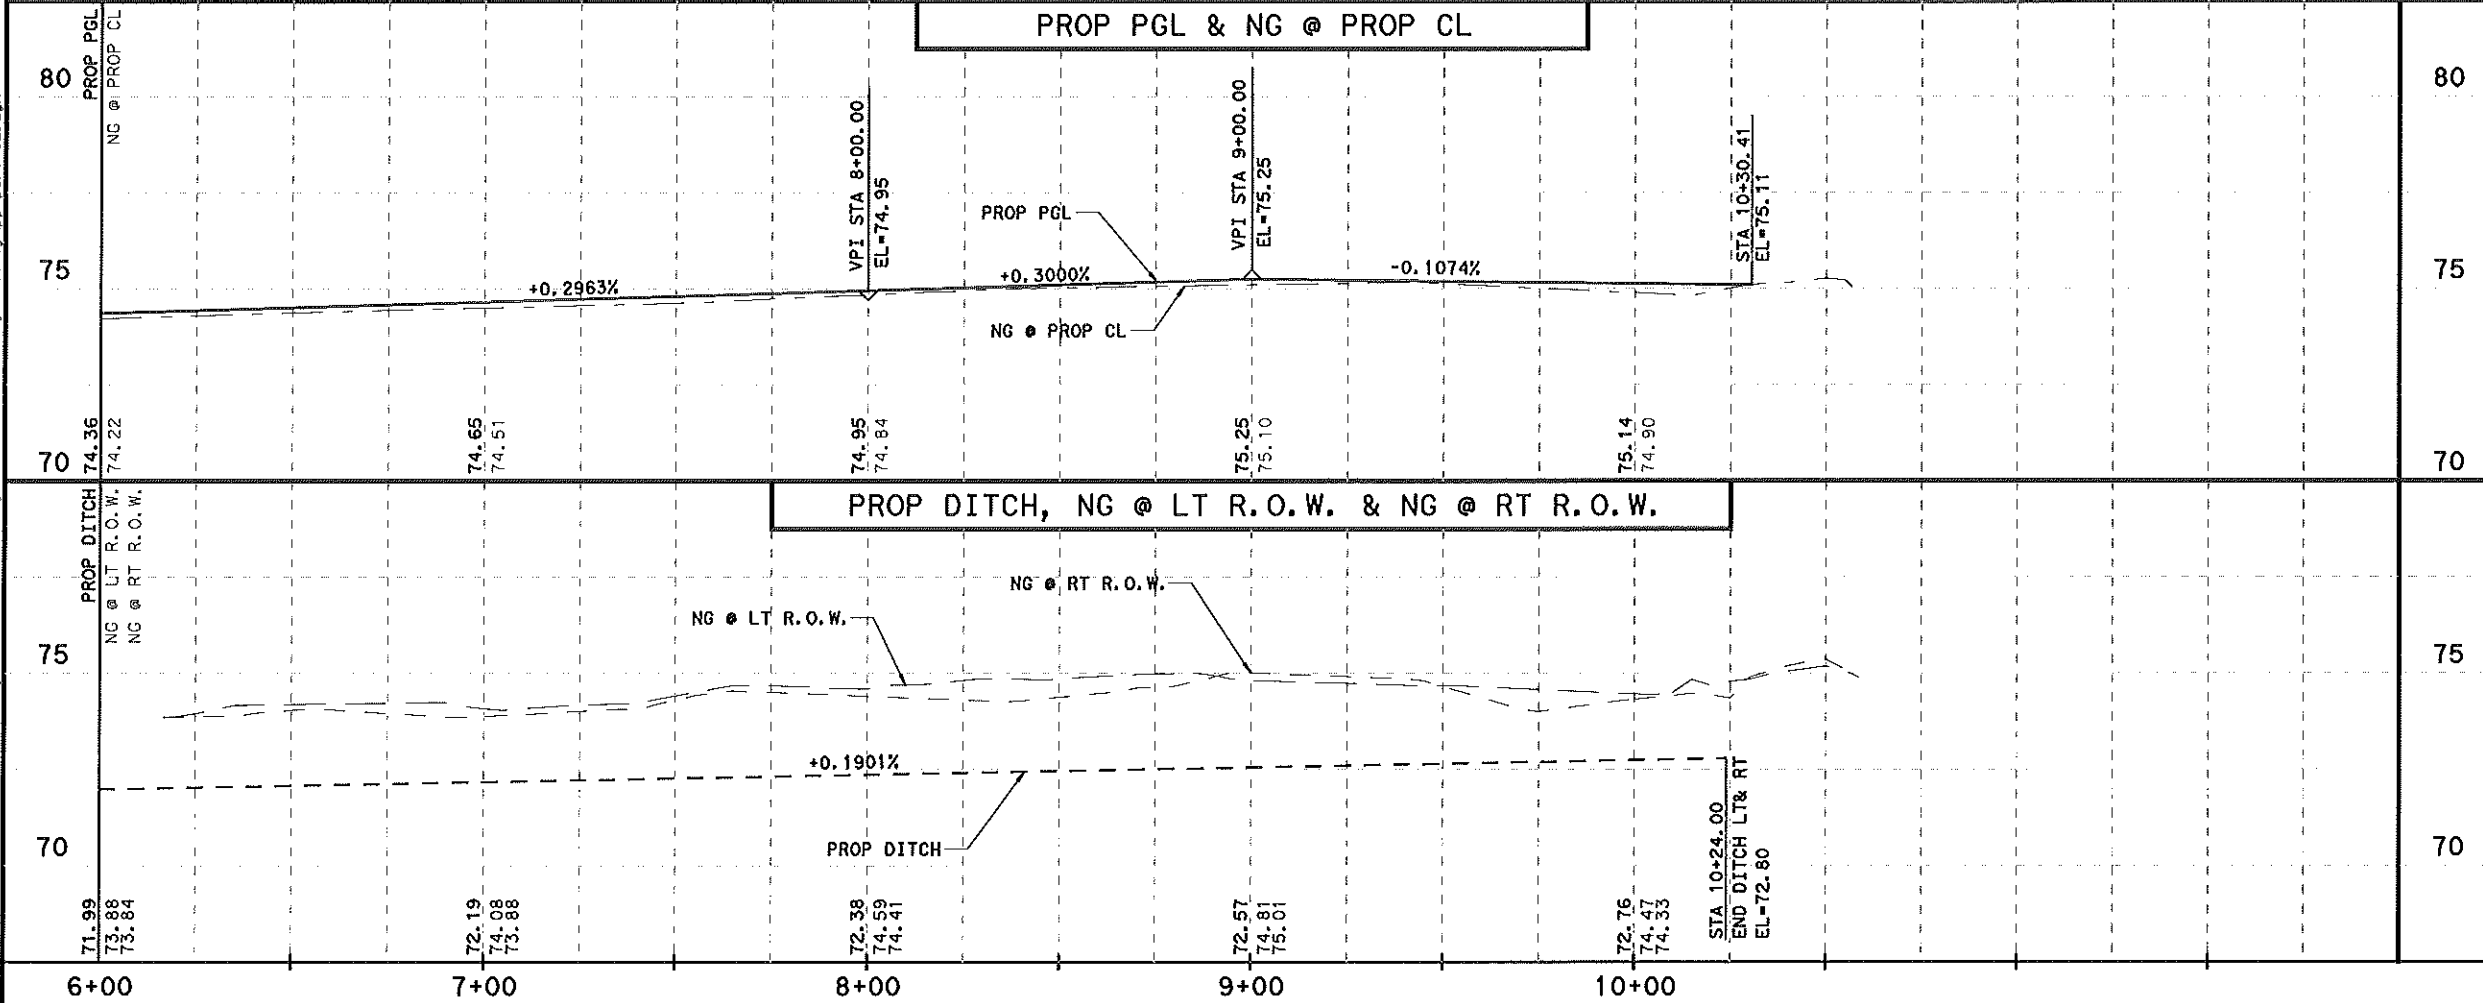 PROP PGL & NG @ PROP CL
PROP PGL
NG @ PROP CL
80
80
75
75
70
70
+0.2963%
VPI STA 8+00.00
EL=74.95
+0.3000%
PROP PGL
NG @ PROP CL
VPI STA 9+00.00
EL=75.25
-0.1074%
STA 10+30.41
EL=75.11
74.36
74.22
74.65
74.51
74.95
74.84
75.25
75.10
75.14
74.90
PROP DITCH, NG @ LT R.O.W. & NG @ RT R.O.W.
PROP DITCH
NG @ LT R.O.W.
NG @ RT R.O.W.
75
75
70
70
NG @ LT R.O.W.
NG @ RT R.O.W.
+0.1901%
PROP DITCH
STA 10+24.00
END DITCH LT& RT
EL=72.80
71.99
73.88
73.84
72.19
74.08
73.88
72.38
74.59
74.41
72.57
74.81
75.01
72.76
74.47
74.33
6+00
7+00
8+00
9+00
10+00